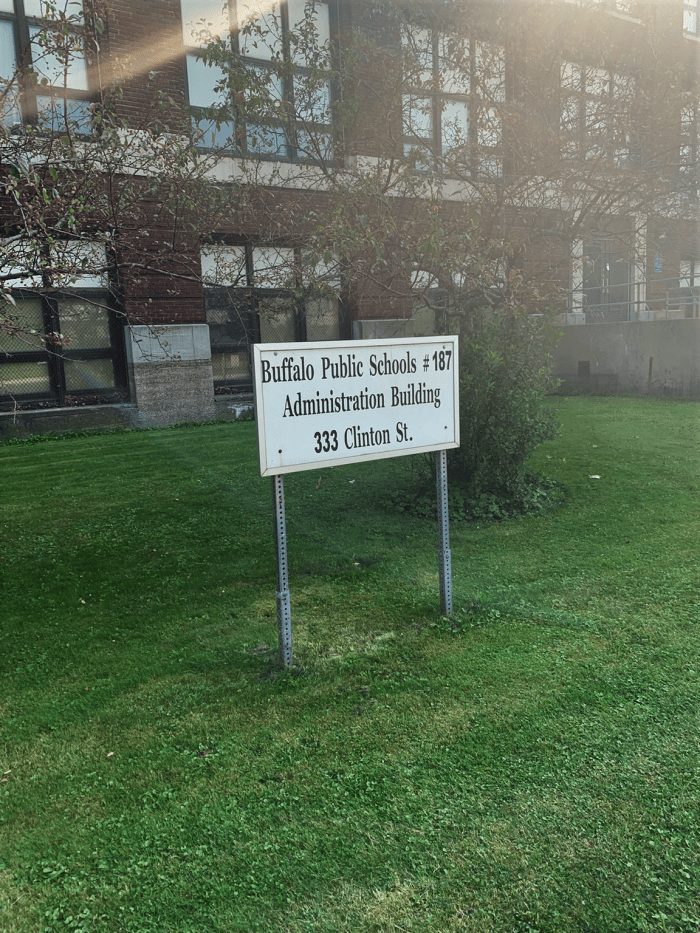 Buffalo Public Schools #187
Administration Building
333 Clinton St.